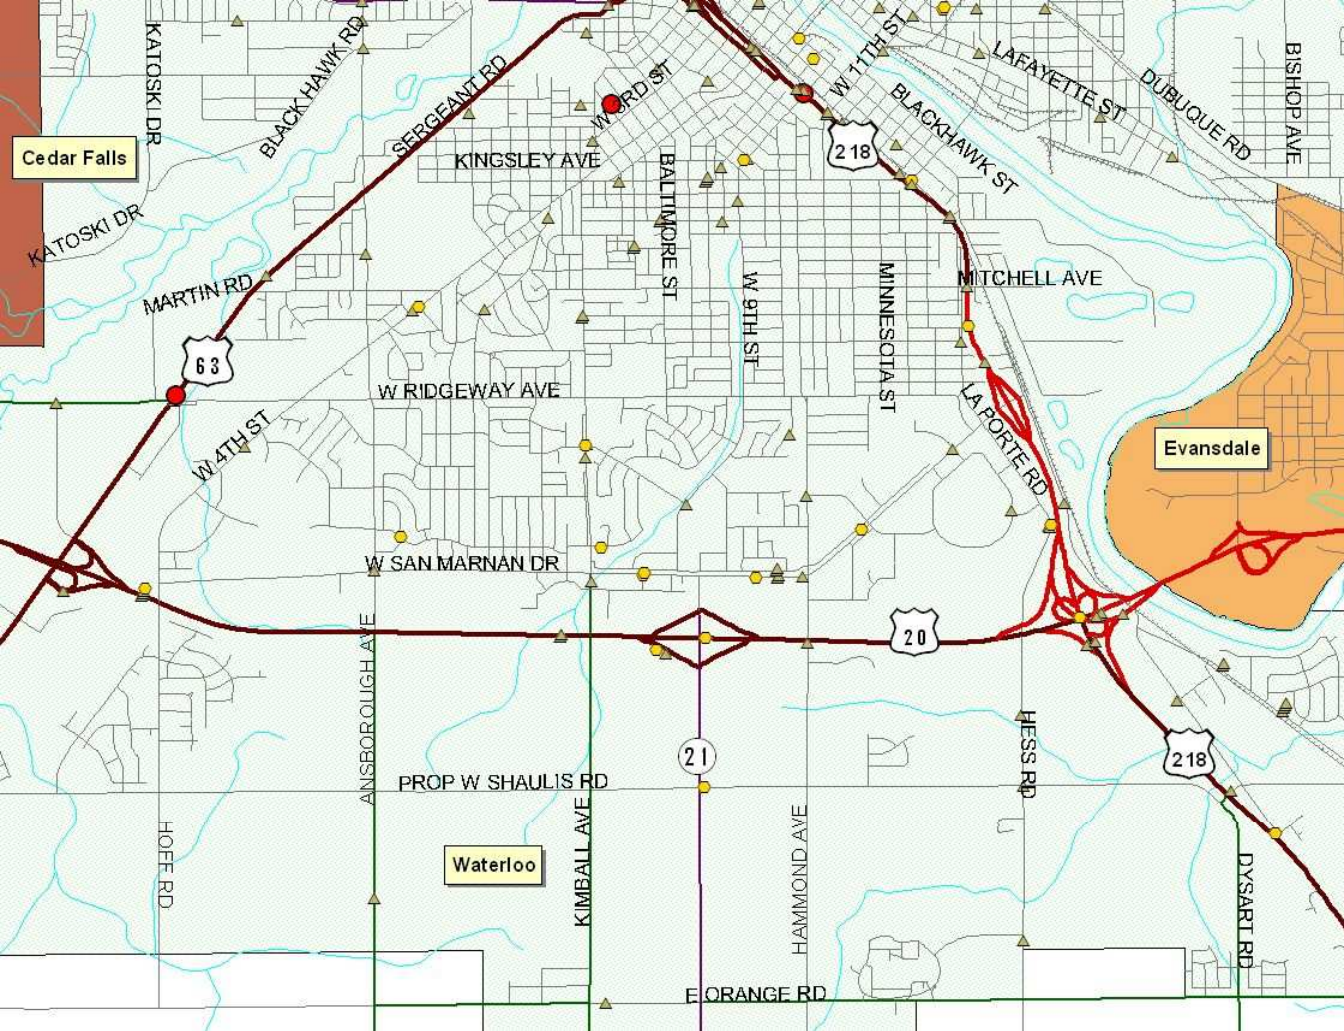 KATOSK DR
BLACK HAWK RD
SERGEANT RD
W 3RD ST
W 11TH ST
LAFAYETTE ST
DUBUQUE RD
BISHOP AVE
BLACKHAWK ST
Cedar Falls
KINGSLEY AVE
218
BALTIMORE ST
KATOSKI DR
MARTIN RD
MITCHELL AVE
W 9TH ST
MINNESOTA ST
63
W RIDGEWAY AVE
W 4TH ST
LA PORTE RD
Evansdale
W SAN MARNAN DR
20
ANSBOROUGH AVE
21
HESS RD
218
PROP W SHAULIS RD
HOFF RD
KIMBALL AVE
HAMMOND AVE
Waterloo
DYSART RD
E ORANGE RD